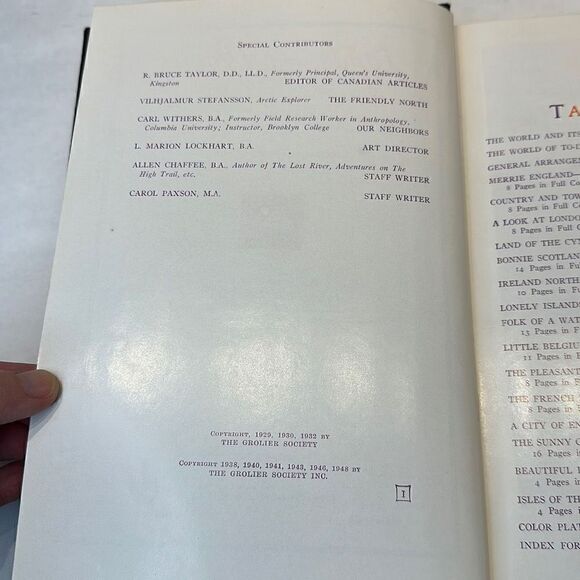 SPECIAL CONTRIBUTORS
R. BRUCE TAYLOR, D.D., LL.D., Formerly Principal, Queen's University,
Kingston EDITOR OF CANADIAN ARTICLES
VILHJALMUR STEFANSSON, Arctic Explorer THE FRIENDLY NORTH
CARL WITHERS, B.A., Formerly Field Research Worker in Anthropology,
Columbia University; Instructor, Brooklyn College OUR NEIGHBORS
L. MARION LOCKHART, B.A. ART DIRECTOR
ALLEN CHAFFEE, B.A., Author of The Lost River, Adventures on The
High Trail, etc. STAFF WRITER
CAROL PAXSON, M.A. STAFF WRITER
COPYRIGHT, 1929, 1930, 1932 BY
THE GROLIER SOCIETY
COPYRIGHT 1938, 1940, 1941, 1943, 1946, 1948 BY
THE GROLIER SOCIETY INC.
I
TA
THE WORLD AND ITS
THE WORLD OF TO-D
GENERAL ARRANGE
MERRIE ENGLAND—
8 Pages in Full Co
COUNTRY AND TOW
8 Pages in Full C
A LOOK AT LONDO
8 Pages in Full
LAND OF THE CY
BONNIE SCOTLAN
14 Pages in Fu
IRELAND NORTH
10 Pages in Ful
LONELY ISLAND
FOLK OF A WAT
13 Pages in F
LITTLE BELGIU
11 Pages in
THE PLEASANT
8 Pages in F
THE FRENCH
8 Pages in
A CITY OF EN
THE SUNNY
16 Pages in
BEAUTIFUL
4 Pages in
ISLES OF TH
4 Pages in
COLOR PLAT
INDEX FOR